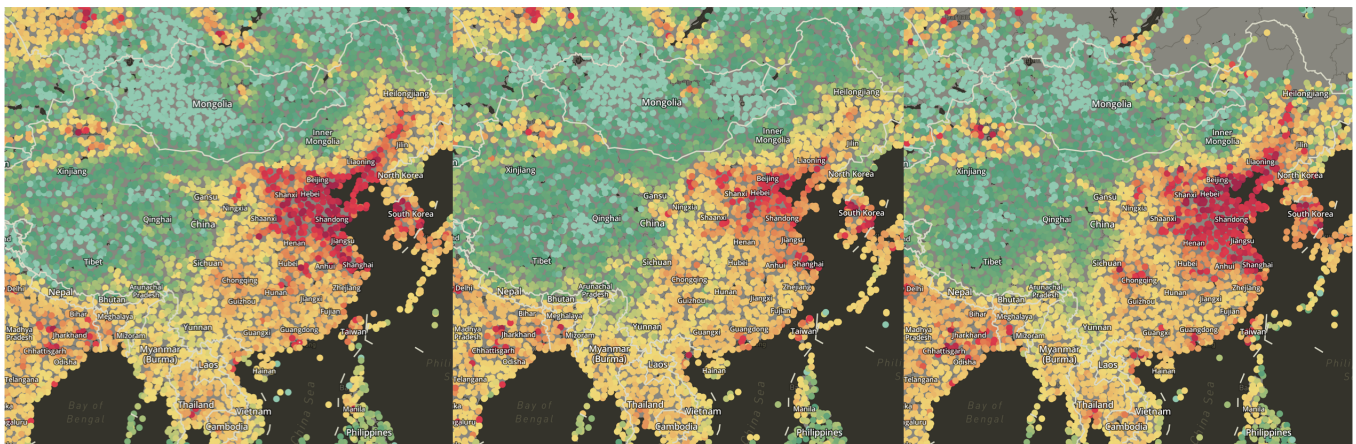 Heilongjiang
Mongolia
Inner
Mongolia
Jilin
Liaoning
Xinjiang
Beijing
North Korea
Gansu
Shanxi
Hebei
Ningxia
Qinghai
China
Shaanxi
Shandong
South Korea
Henan
Jiangsu
Tibet
Sichuan
Hubei
Anhui
Shanghai
Delhi
Nepal
Arunachal
Pradesh
Chongqing
Zhejiang
Bhutan
Hunan
Jiangxi
Bihar
Meghalaya
Guizhou
Fujian
Madhya
Pradesh
Jharkhand
Mizoram
Yunnan
Guangxi
Guangdong
Taiwan
Chhattisgarh
Odisha
Myanmar
(Burma)
Laos
Hainan
Telangana
Bay of
Bengal
Thailand
Vietnam
Manila
Cambodia
Philippines
Heilongjiang
Mongolia
Inner
Mongolia
Jilin
Liaoning
Xinjiang
Beijing
North Korea
Gansu
Shanxi
Hebei
Ningxia
Qinghai
China
Shaanxi
Shandong
South Korea
Henan
Jiangsu
Tibet
Sichuan
Hubei
Anhui
Shanghai
Delhi
Nepal
Arunachal
Pradesh
Chongqing
Zhejiang
Bhutan
Hunan
Jiangxi
Bihar
Meghalaya
Guizhou
Fujian
Madhya
Pradesh
Jharkhand
Mizoram
Yunnan
Guangxi
Guangdong
Taiwan
Chhattisgarh
Odisha
Myanmar
(Burma)
Laos
Hainan
Telangana
Bay of
Bengal
Thailand
Vietnam
Manila
Cambodia
Philippines
Heilongjiang
Mongolia
Inner
Mongolia
Jilin
Liaoning
Xinjiang
Beijing
North Korea
Gansu
Shanxi
Hebei
Ningxia
Qinghai
China
Shaanxi
Shandong
South Korea
Henan
Jiangsu
Tibet
Sichuan
Hubei
Anhui
Shanghai
Delhi
Nepal
Arunachal
Pradesh
Chongqing
Zhejiang
Bhutan
Hunan
Jiangxi
Bihar
Meghalaya
Guizhou
Fujian
Madhya
Pradesh
Jharkhand
Mizoram
Yunnan
Guangxi
Guangdong
Taiwan
Chhattisgarh
Odisha
Myanmar
(Burma)
Laos
Hainan
Telangana
Bay of
Bengal
Thailand
Vietnam
Manila
Cambodia
Philippines